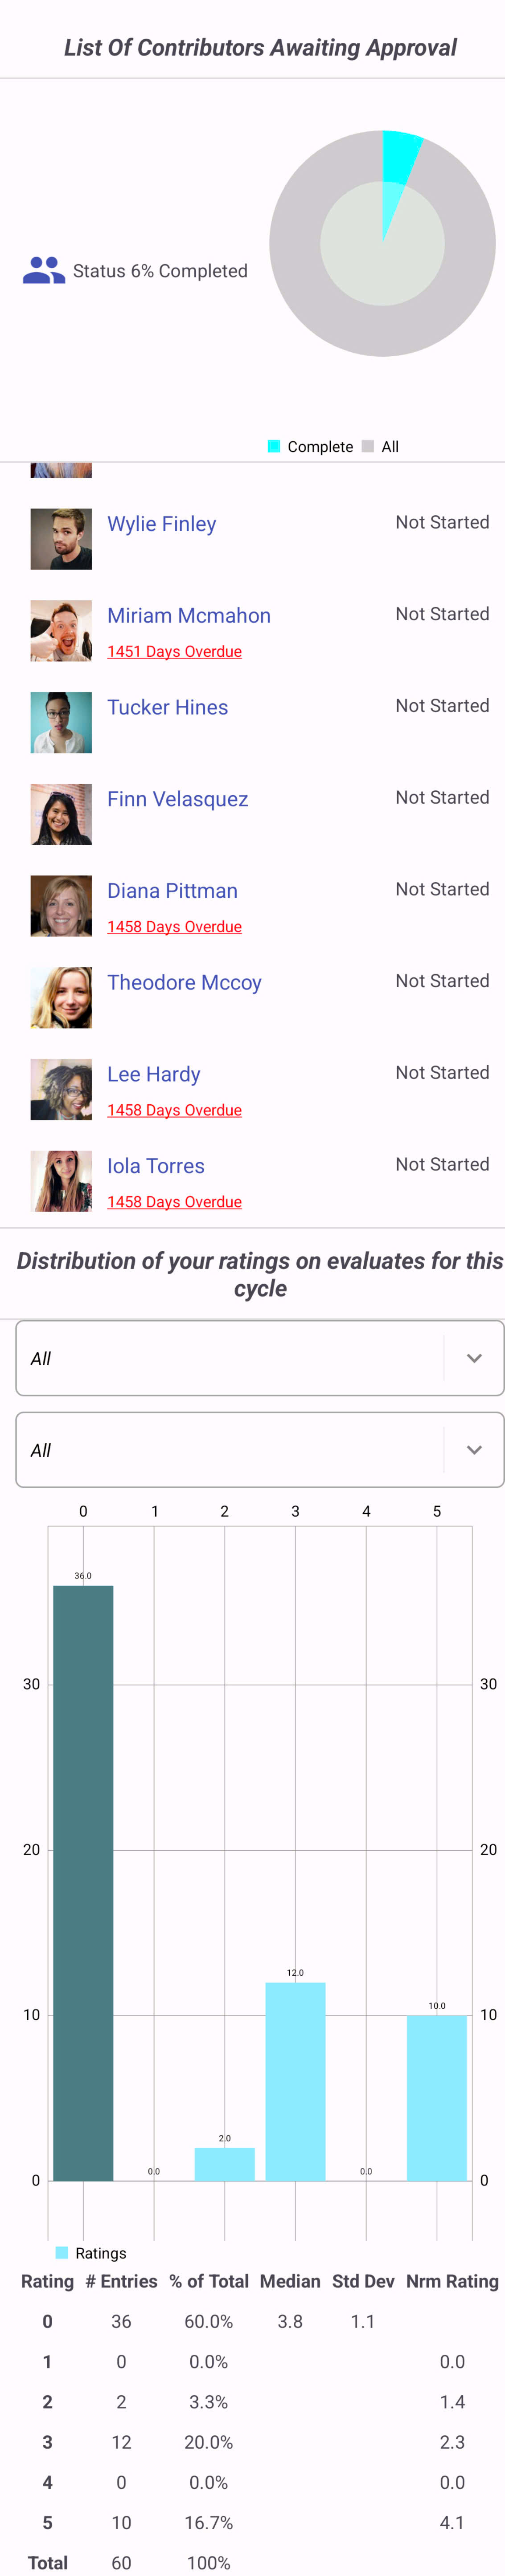 List Of Contributors Awaiting Approval
Status 6% Completed
Complete All
Wylie Finley Not Started
Miriam Mcmahon Not Started
1451 Days Overdue
Tucker Hines Not Started
Finn Velasquez Not Started
Diana Pittman Not Started
1458 Days Overdue
Theodore Mccoy Not Started
Lee Hardy Not Started
1458 Days Overdue
Iola Torres Not Started
1458 Days Overdue
Distribution of your ratings on evaluates for this
cycle
All
All
0 1 2 3 4 5
36.0
30 30
20 20
12.0
10.0
10 10
2.0
0.0 0.0
0 0
Ratings
Rating # Entries % of Total Median Std Dev Nrm Rating
0 36 60.0% 3.8 1.1
1 0 0.0% 0.0
2 2 3.3% 1.4
3 12 20.0% 2.3
4 0 0.0% 0.0
5 10 16.7% 4.1
Total 60 100%